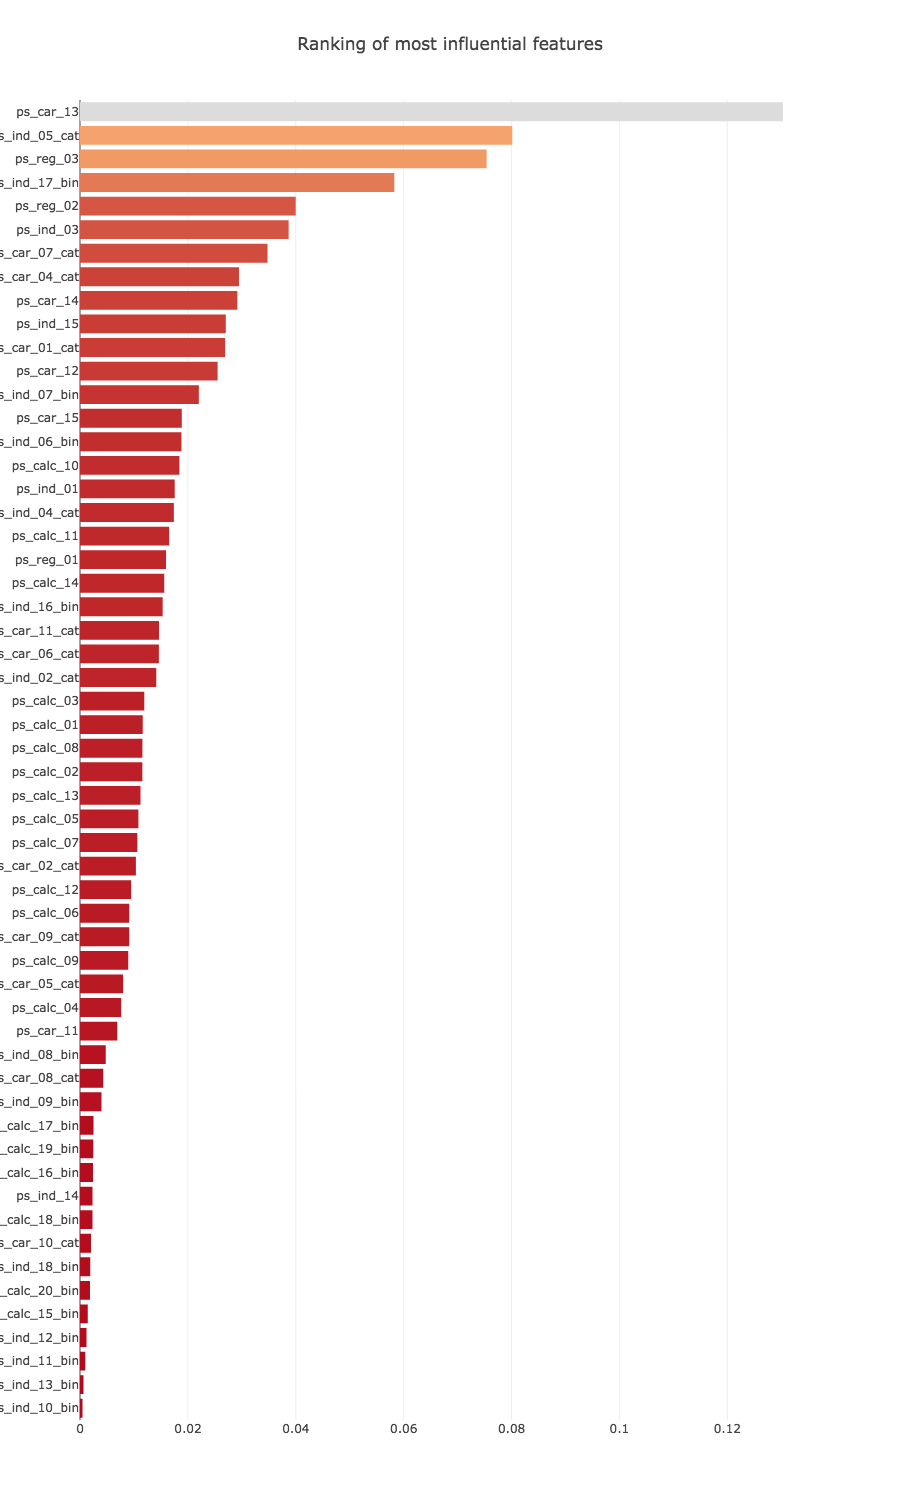 Ranking of most influential features
ps_car_13
s_ind_05_cat
ps_reg_03
s_ind_17_bin
ps_reg_02
ps_ind_03
s_car_07_cat
s_car_04_cat
ps_car_14
ps_ind_15
s_car_01_cat
ps_car_12
s_ind_07_bin
ps_car_15
s_ind_06_bin
ps_calc_10
ps_ind_01
s_ind_04_cat
ps_calc_11
ps_reg_01
ps_calc_14
s_ind_16_bin
s_car_11_cat
s_car_06_cat
s_ind_02_cat
ps_calc_03
ps_calc_01
ps_calc_08
ps_calc_02
ps_calc_13
ps_calc_05
ps_calc_07
s_car_02_cat
ps_calc_12
ps_calc_06
s_car_09_cat
ps_calc_09
s_car_05_cat
ps_calc_04
ps_car_11
s_ind_08_bin
s_car_08_cat
s_ind_09_bin
_calc_17_bin
_calc_19_bin
_calc_16_bin
ps_ind_14
_calc_18_bin
s_car_10_cat
s_ind_18_bin
_calc_20_bin
_calc_15_bin
s_ind_12_bin
s_ind_11_bin
s_ind_13_bin
s_ind_10_bin
0 0.02 0.04 0.06 0.08 0.1 0.12